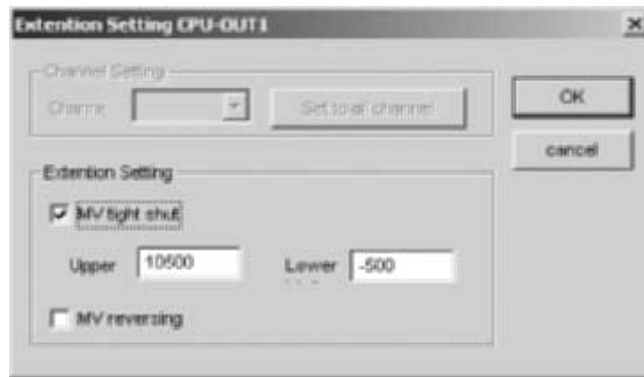 Extention Setting CPU-OUT1
Channel Setting
Channe
Set to all channel
OK
cancel
Extention Setting
MV tight shut
Upper 10500 Lower -500
MV reversing